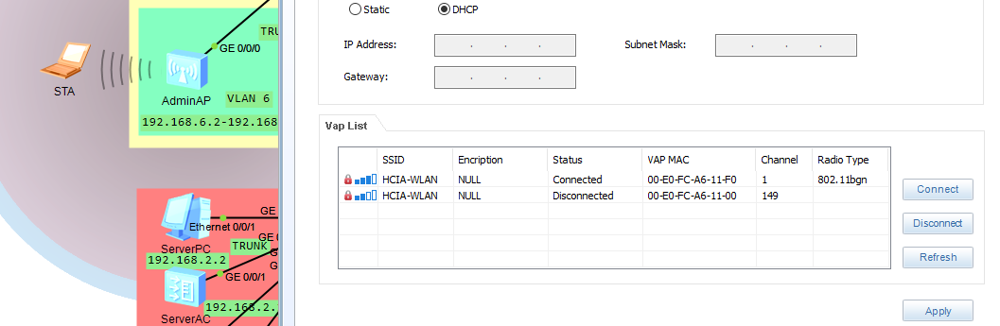 STA
TRU
GE 0/0/0
AdminAP
VLAN 6
192.168.6.2-192.168
GE
Ethernet 0/0/1
GE
ServerPC
TRUNK
G
192.168.2.2
G
GE 0/0/1
192.168.2.
ServerAC
Static DHCP
IP Address: . . . Subnet Mask: . . .
Gateway: . . .
Vap List
SSID Encription Status VAP MAC Channel Radio Type
HCIA-WLAN NULL Connected 00-E0-FC-A6-11-F0 1 802.11bgn
HCIA-WLAN NULL Disconnected 00-E0-FC-A6-11-00 149
Connect
Disconnect
Refresh
Apply